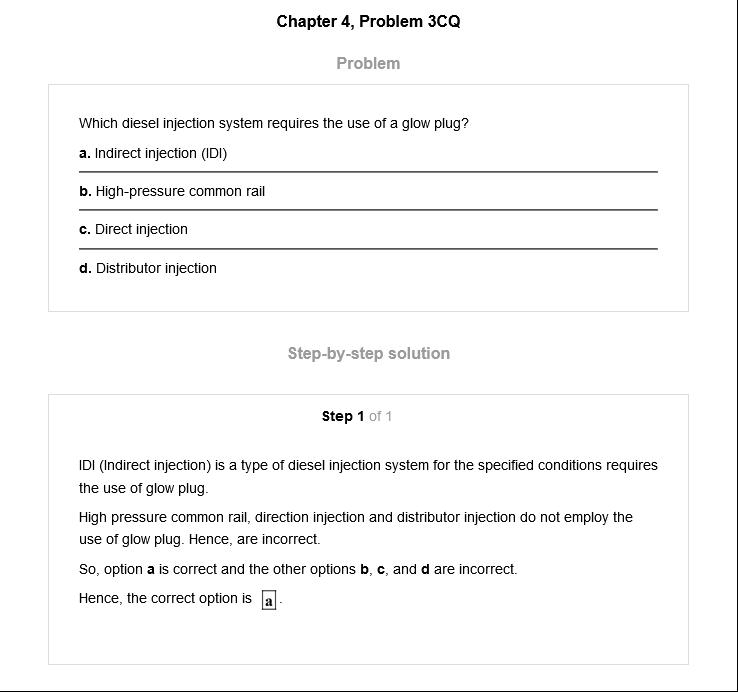 Chapter 4, Problem 3CQ
Problem
Which diesel injection system requires the use of a glow plug?
a. Indirect injection (IDI)
b. High-pressure common rail
c. Direct injection
d. Distributor injection
Step-by-step solution
Step 1 of 1
IDI (Indirect injection) is a type of diesel injection system for the specified conditions requires
the use of glow plug.
High pressure common rail, direction injection and distributor injection do not employ the
use of glow plug. Hence, are incorrect.
So, option a is correct and the other options b, c, and d are incorrect.
Hence, the correct option is a.